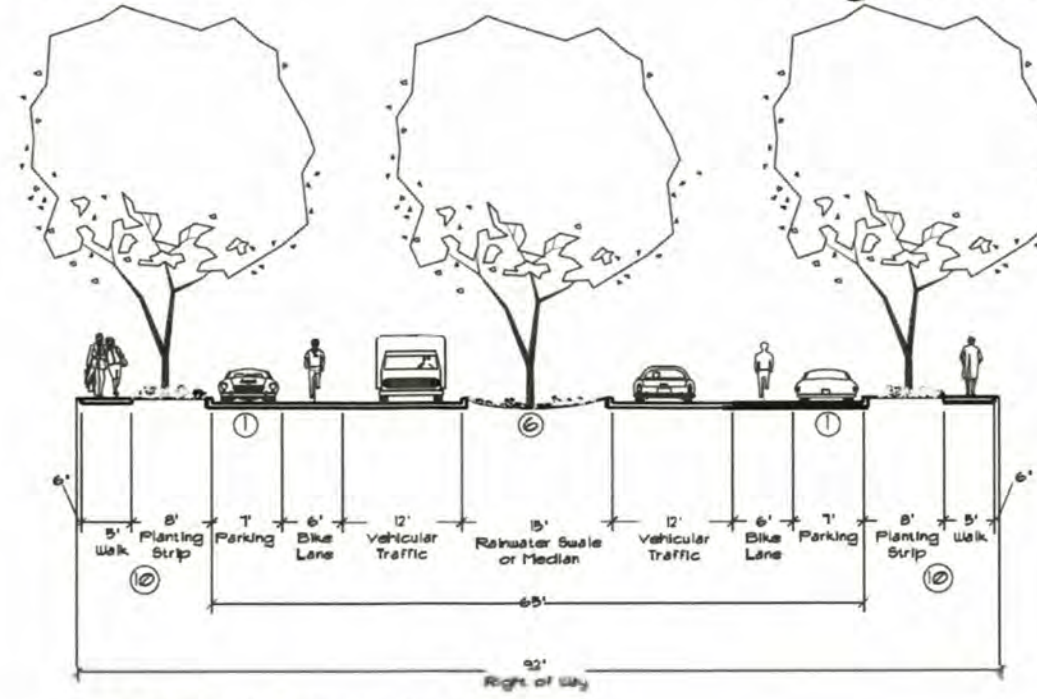 ① ⑥ ①
6" 6"
5' 8' 7' 6' 12' 15' 12' 6' 7' 8' 5'
Walk Planting Parking Bike Vehicular Rainwater Swale Vehicular Bike Parking Planting Walk
Strip Lane Traffic or Median Traffic Lane Strip
⑩ ⑩
65'
92'
Right of Way